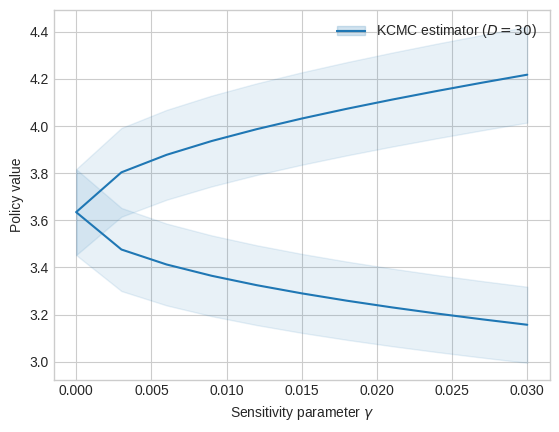 KCMC estimator (D = 30)
4.4
4.2
4.0
3.8
3.6
3.4
3.2
3.0
Policy value
0.000 0.005 0.010 0.015 0.020 0.025 0.030
Sensitivity parameter γ